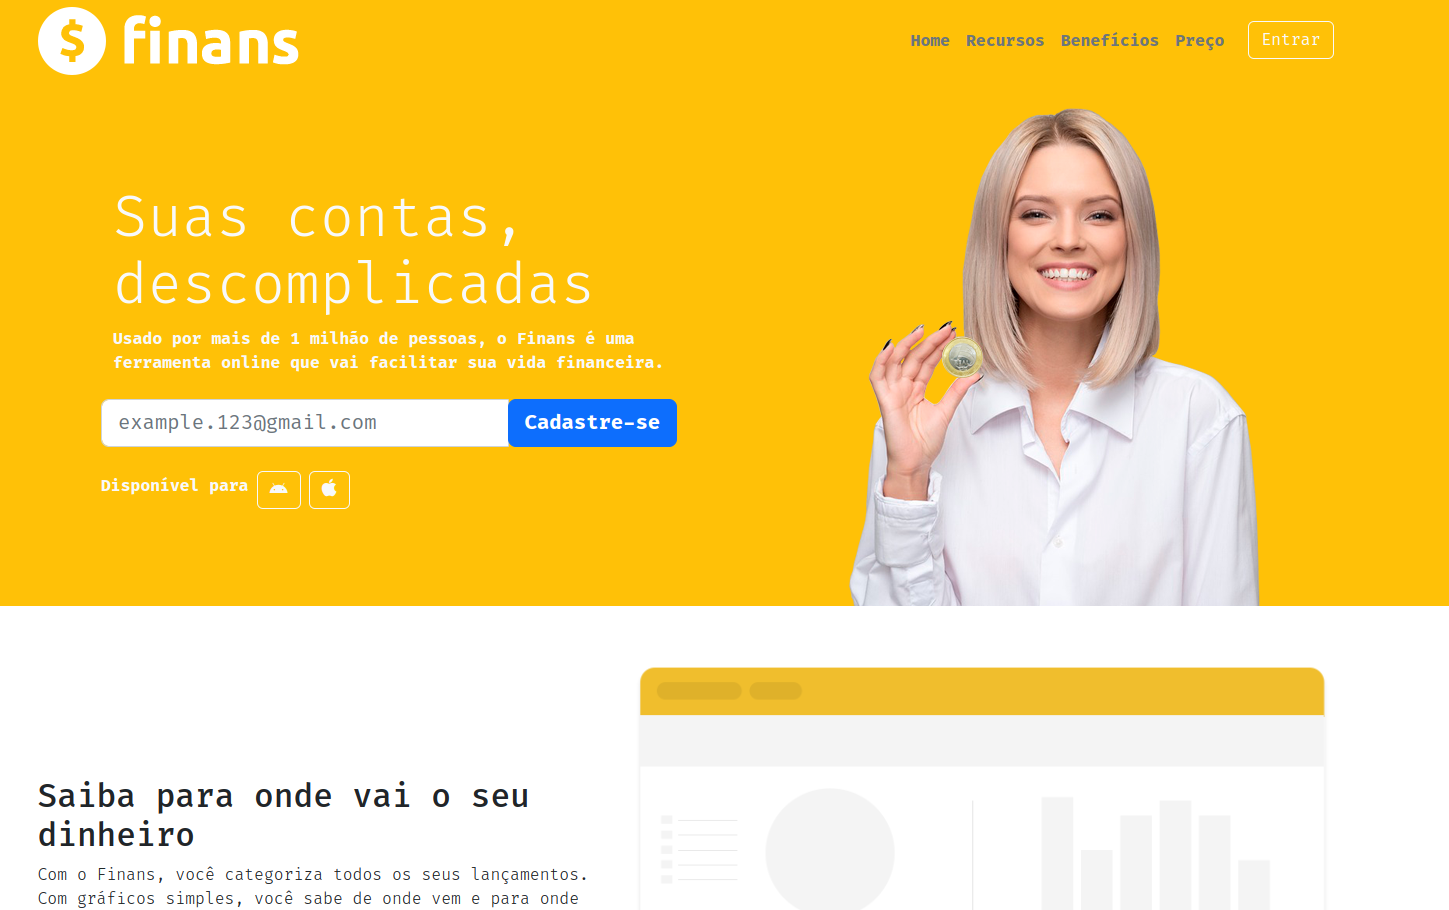 $ finans
Home Recursos Benefícios Preço Entrar
Suas contas,
descomplicadas
Usado por mais de 1 milhão de pessoas, o Finans é uma
ferramenta online que vai facilitar sua vida financeira.
example.123@gmail.com Cadastre-se
Disponível para
Saiba para onde vai o seu
dinheiro
Com o Finans, você categoriza todos os seus lançamentos.
Com gráficos simples, você sabe de onde vem e para onde